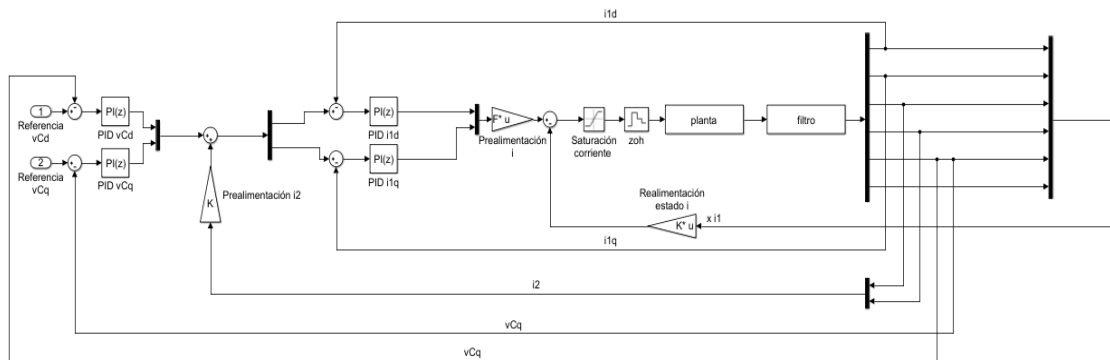 i1d
1
Referencia
vCd
PI(z)
PID vCd
2
Referencia
vCq
PI(z)
PID vCq
K
Prealimentación i2
PI(z)
PID i1d
PI(z)
PID i1q
F* u
Prealimentación
i
Saturación
corriente
zoh
planta
filtro
Realimentación
estado i
K* u
x i1
i1q
i2
vCq
vCq